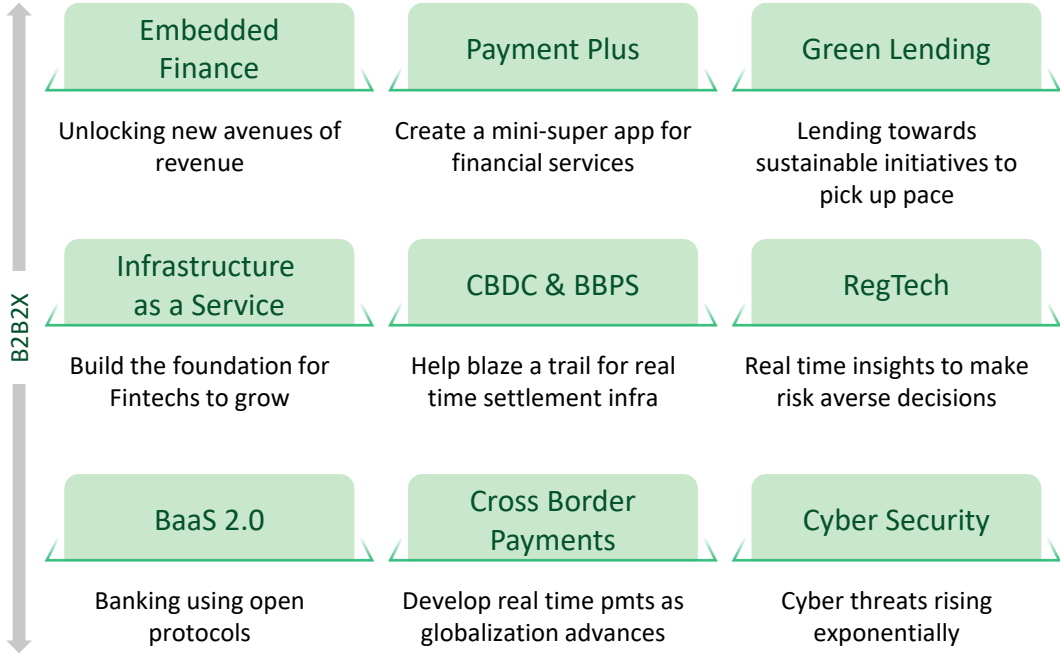 Embedded
Finance
Unlocking new avenues of
revenue
Payment Plus
Create a mini-super app for
financial services
Green Lending
Lending towards
sustainable initiatives to
pick up pace
B2B2X
Infrastructure
as a Service
Build the foundation for
Fintechs to grow
CBDC & BBPS
Help blaze a trail for real
time settlement infra
RegTech
Real time insights to make
risk averse decisions
BaaS 2.0
Banking using open
protocols
Cross Border
Payments
Develop real time pmts as
globalization advances
Cyber Security
Cyber threats rising
exponentially